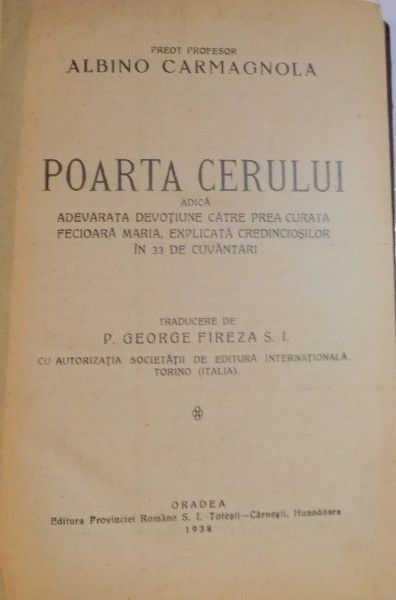 PREOT PROFESOR
ALBINO CARMAGNOLA
POARTA CERULUI
ADICĂ
ADEVĂRATA DEVOȚIUNE CĂTRE PREA CURATA
FECIOARĂ MARIA, EXPLICATĂ CREDINCIOȘILOR
ÎN 33 DE CUVÂNTĂRI
TRADUCERE DE
P. GEORGE FIREZA S. I.
CU AUTORIZAȚIA SOCIETĂȚII DE EDITURĂ INTERNAȚIONALĂ,
TORINO (ITALIA).
ORADEA
Editura Provinciei Române S. I. Totești—Cârnești, Hunedoara
1938